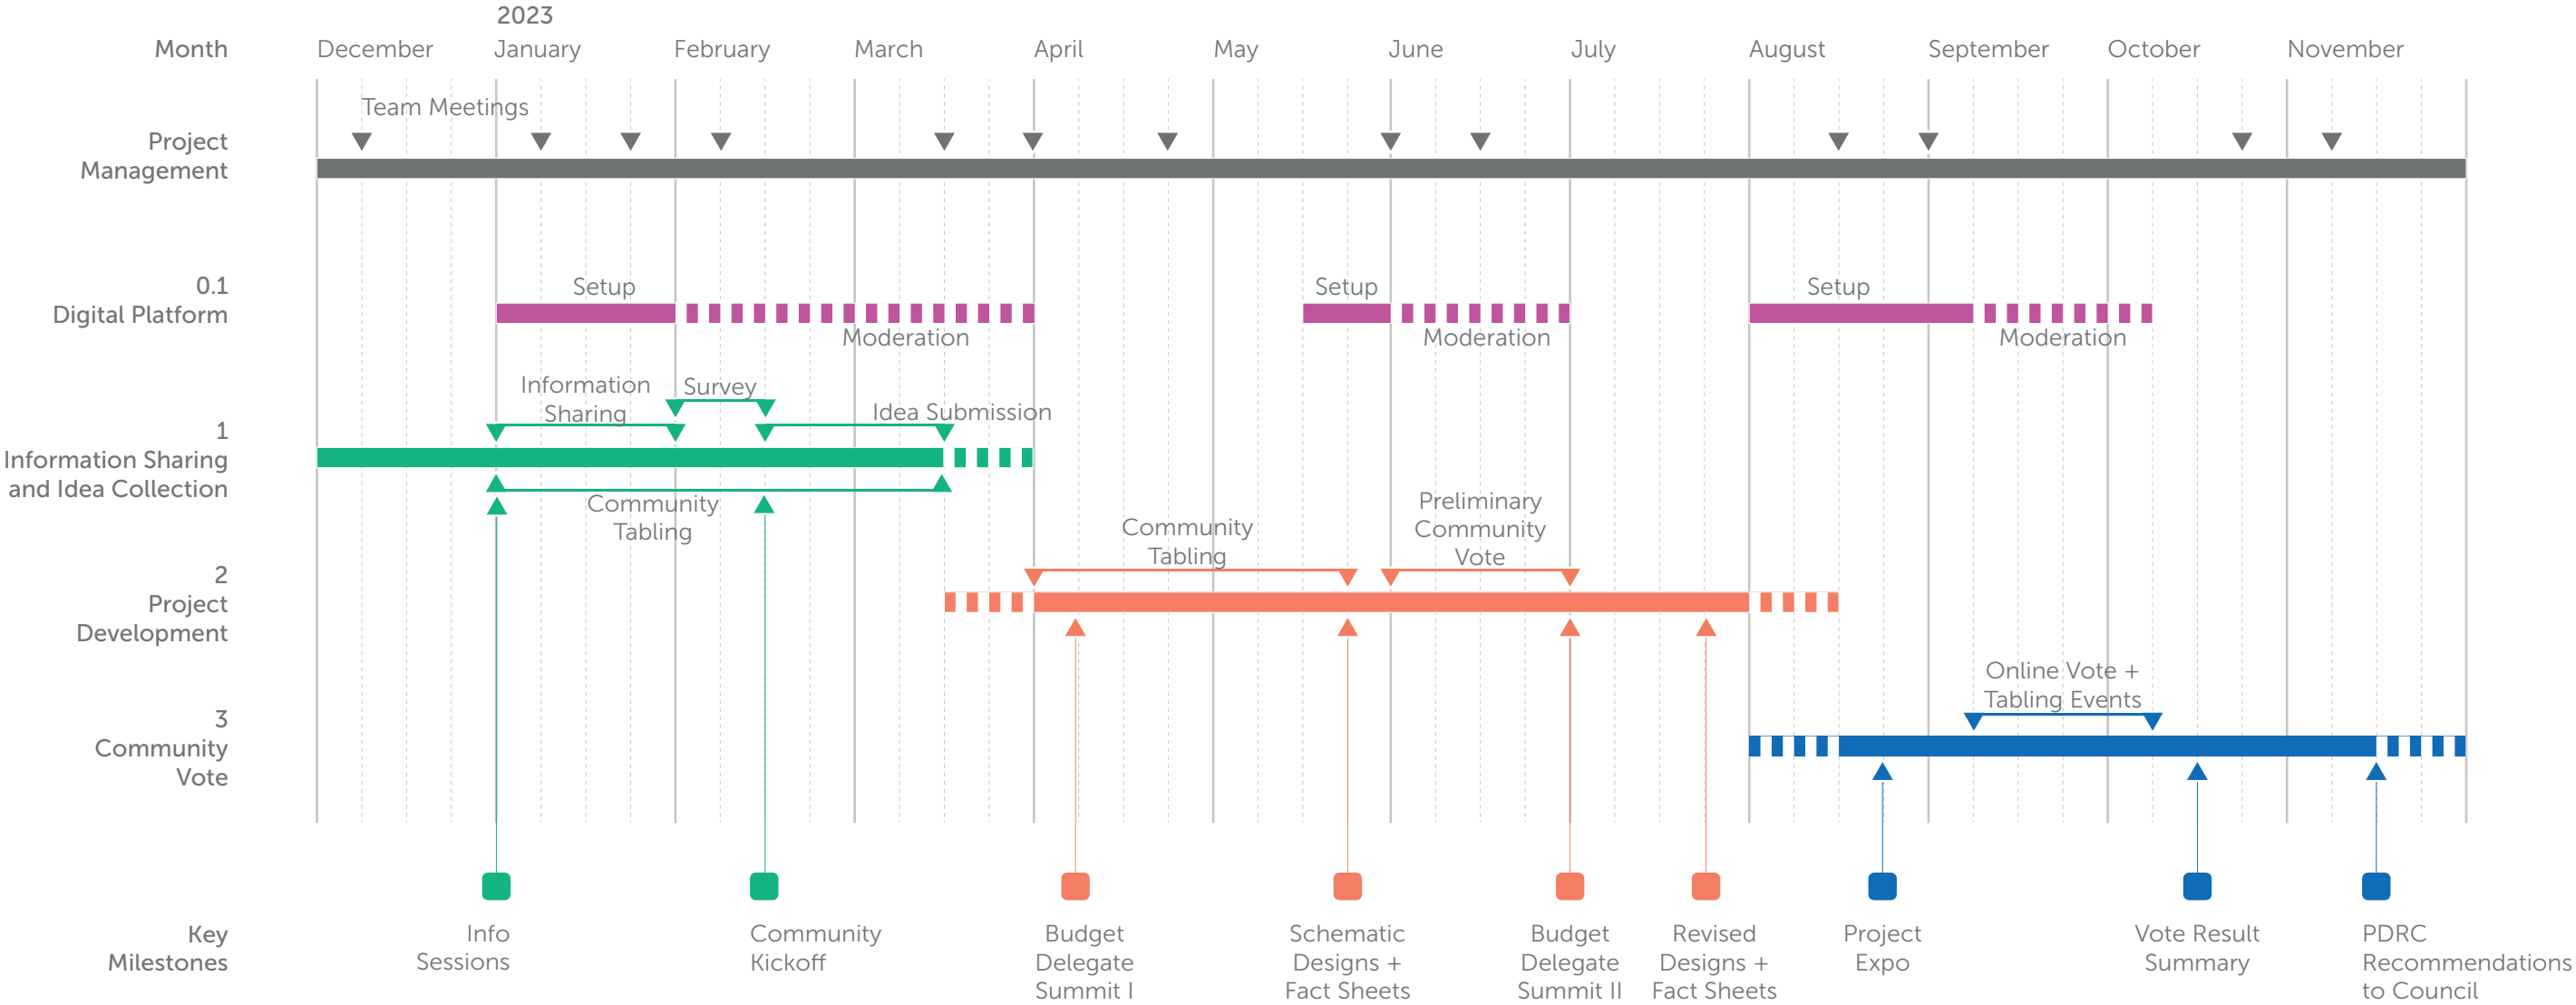 2023
Month
December
January
February
March
April
May
June
July
August
September
October
November
Team Meetings
Project
Management
0.1
Digital Platform
Setup
Moderation
Setup
Moderation
Setup
Moderation
1
Information Sharing
and Idea Collection
Information
Sharing
Survey
Idea Submission
Community
Tabling
2
Project
Development
Community
Tabling
Preliminary
Community
Vote
3
Community
Vote
Online Vote +
Tabling Events
Key
Milestones
Info
Sessions
Community
Kickoff
Budget
Delegate
Summit I
Schematic
Designs +
Fact Sheets
Budget
Delegate
Summit II
Revised
Designs +
Fact Sheets
Project
Expo
Vote Result
Summary
PDRC
Recommendations
to Council